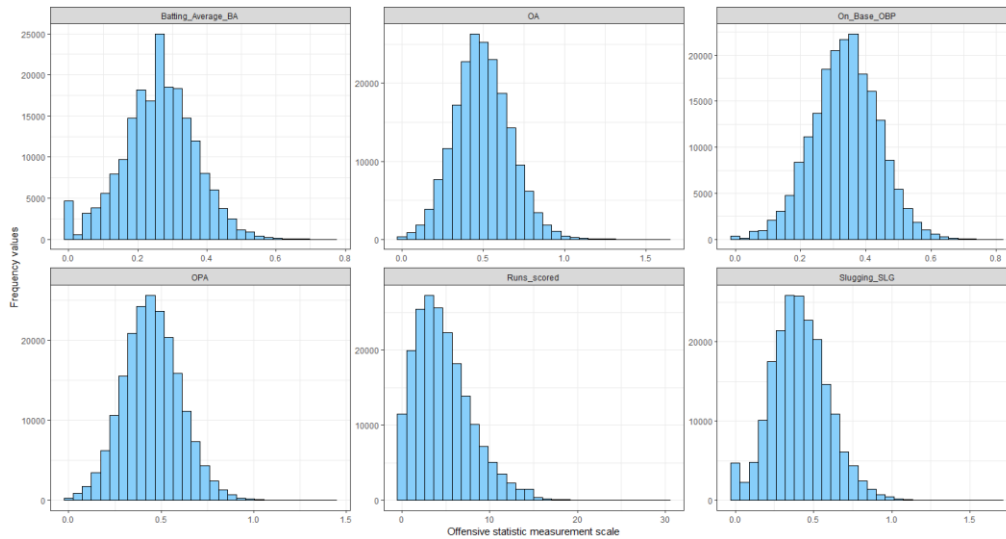 Batting_Average_BA
OA
On_Base_OBP
25000
20000
15000
10000
5000
0
0.0 0.2 0.4 0.6 0.8
20000
10000
0
0.0 0.5 1.0 1.5
20000
15000
10000
5000
0
0.0 0.2 0.4 0.6 0.8
Frequency values
OPA
Runs_scored
Slugging_SLG
20000
10000
0
0.0 0.5 1.0 1.5
20000
10000
0
0 10 20 30
20000
10000
0
0.0 0.5 1.0 1.5
Offensive statistic measurement scale